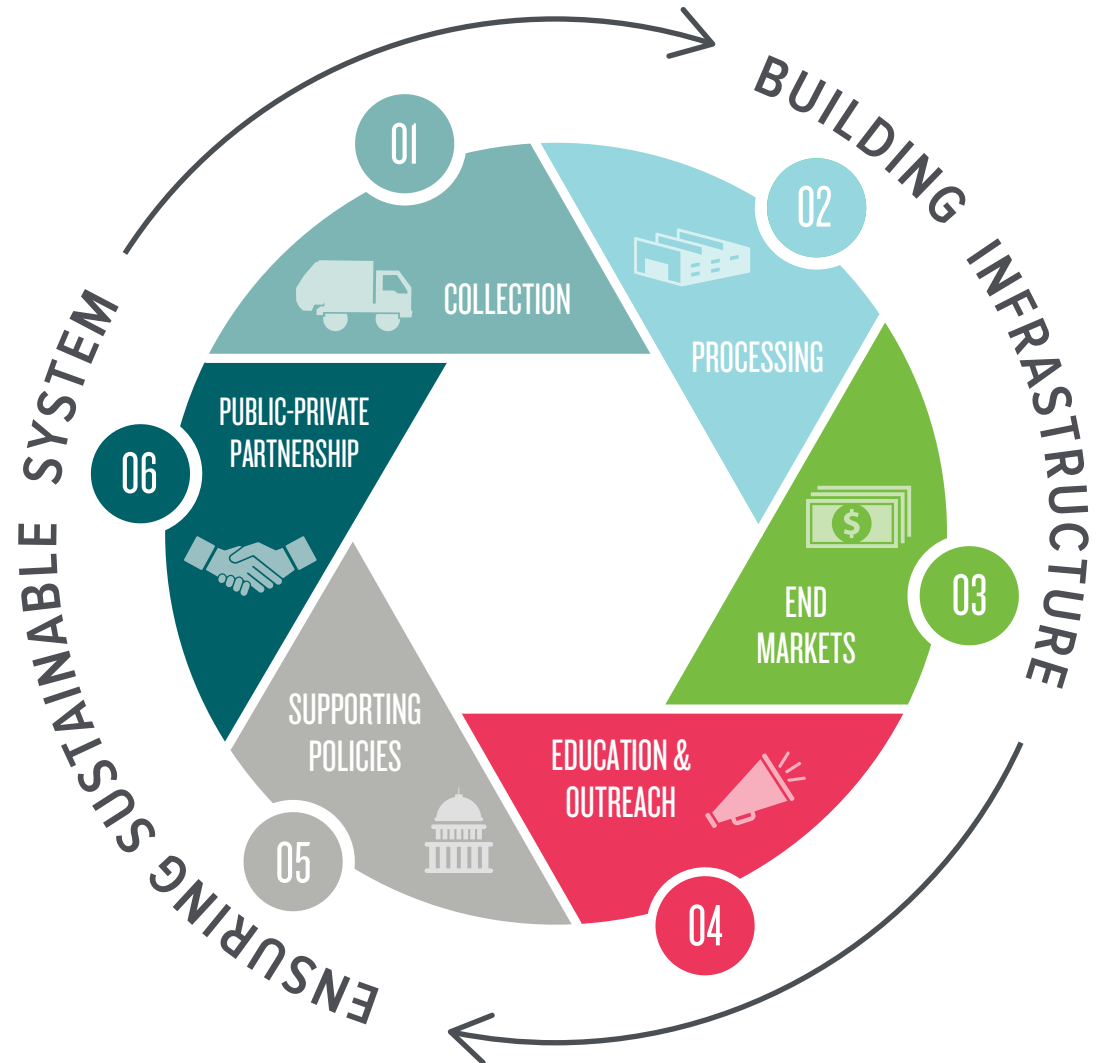 BUILDING INFRASTRUCTURE
01
COLLECTION
02
PROCESSING
03
$
END
MARKETS
04
EDUCATION &
OUTREACH
05
SUPPORTING
POLICIES
06
PUBLIC-PRIVATE
PARTNERSHIP
ENSURING SUSTAINABLE SYSTEM